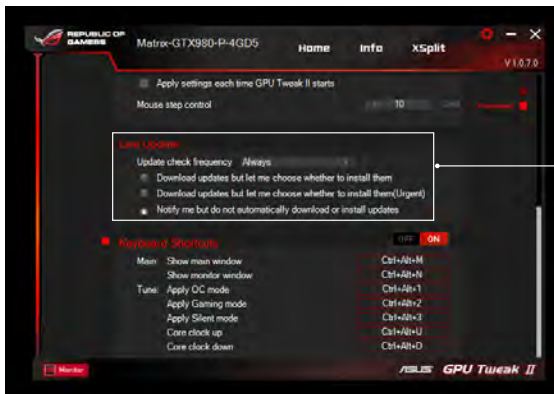 REPUBLIC OF
GAMERS
Matrix-GTX980-P-4GD5
Home Info XSplit
V1.0.7.0
Apply settings each time GPU Tweak II starts
Mouse step control 10
Live Update
Update check frequency Always
Download updates but let me choose whether to install them
Download updates but let me choose whether to install them(Urgent)
Notify me but do not automatically download or install updates
Keyboard Shortcuts OFF ON
Main: Show main window Ctrl+Alt+M
Show monitor window Ctrl+Alt+N
Tune: Apply OC mode Ctrl+Alt+1
Apply Gaming mode Ctrl+Alt+2
Apply Silent mode Ctrl+Alt+3
Core clock up Ctrl+Alt+U
Core clock down Ctrl+Alt+D
Monitor
ASUS GPU Tweak II